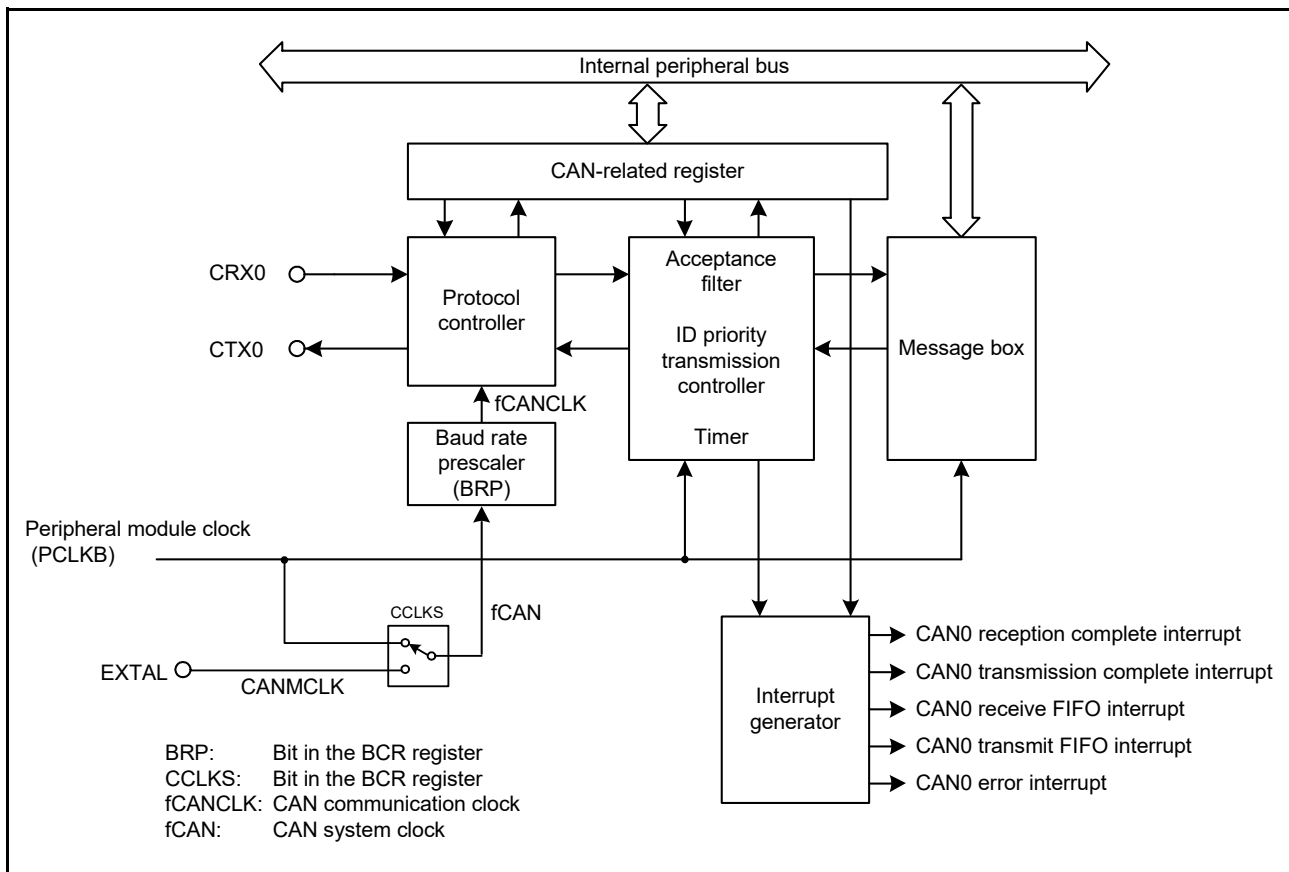 Internal peripheral bus
CAN-related register
CRX0
CTX0
Protocol
controller
Acceptance
filter
ID priority
transmission
controller
Timer
Message box
fCANCLK
Baud rate
prescaler
(BRP)
Peripheral module clock
(PCLKB)
CCLKS
fCAN
EXTAL
CANMCLK
Interrupt
generator
CAN0 reception complete interrupt
CAN0 transmission complete interrupt
CAN0 receive FIFO interrupt
CAN0 transmit FIFO interrupt
CAN0 error interrupt
BRP: Bit in the BCR register
CCLKS: Bit in the BCR register
fCANCLK: CAN communication clock
fCAN: CAN system clock